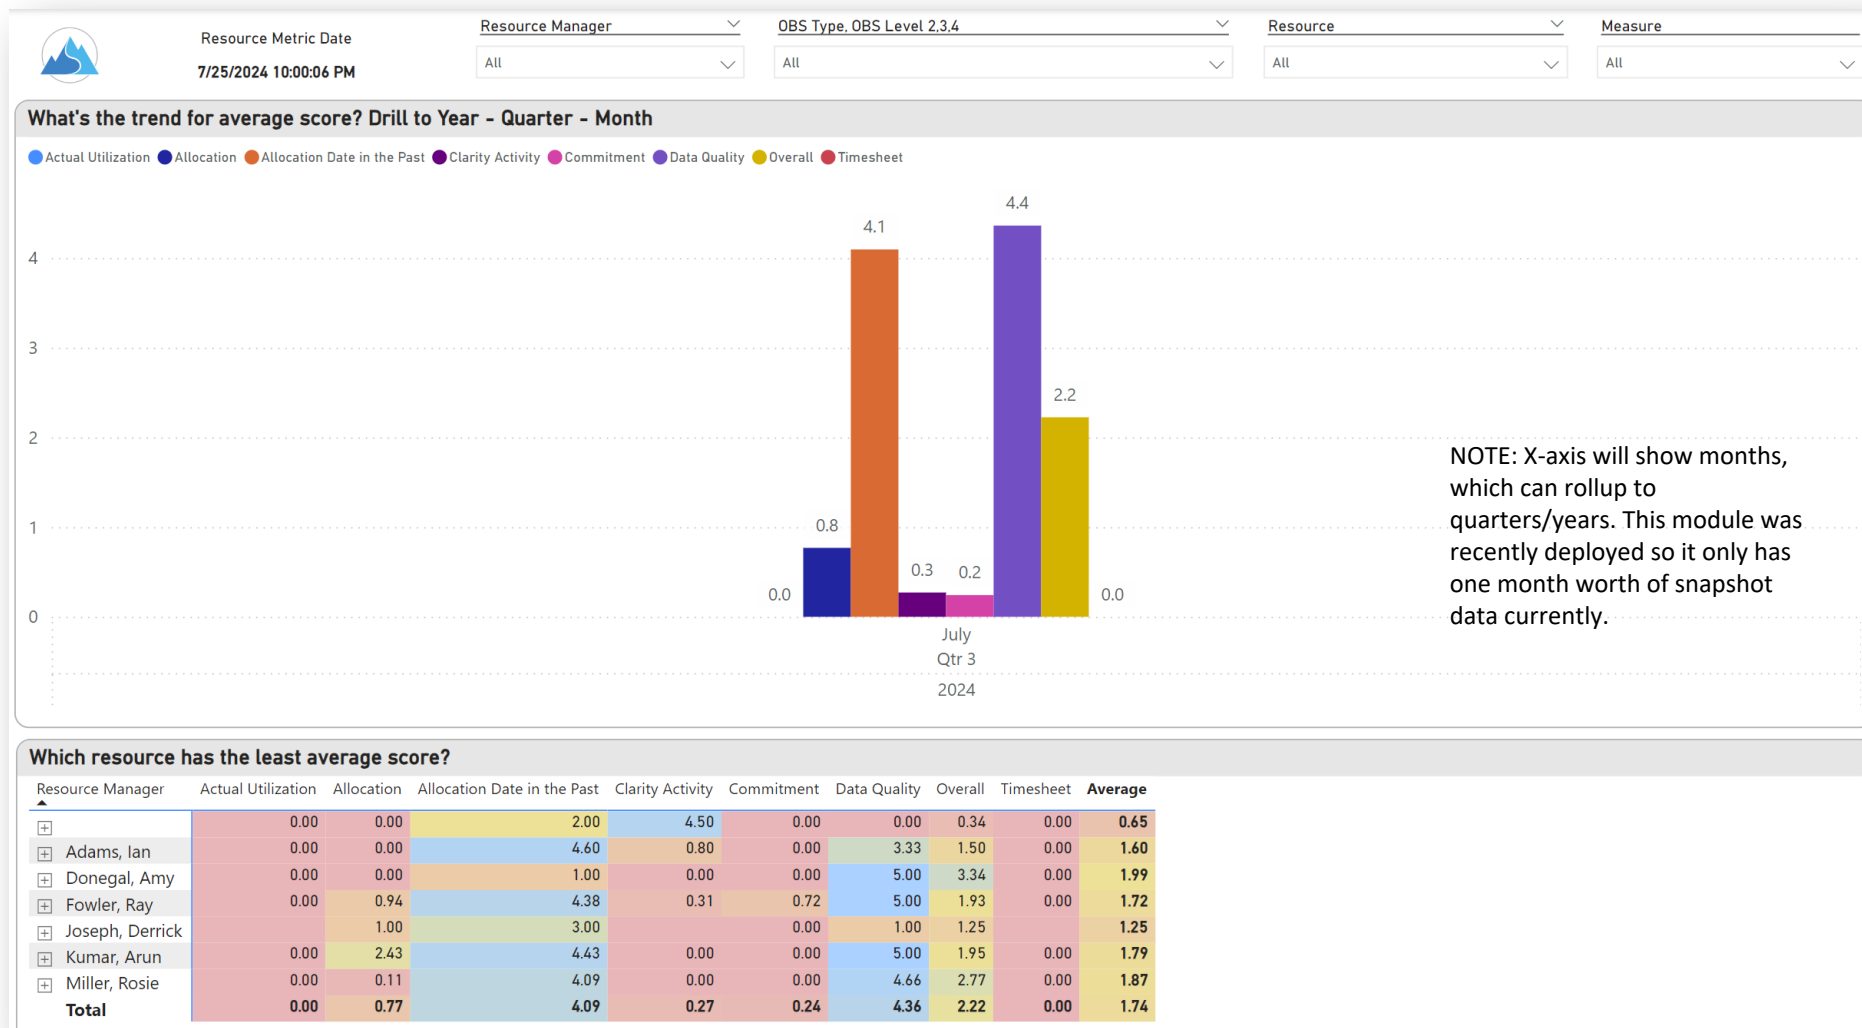 Resource Metric Date
7/25/2024 10:00:06 PM
Resource Manager
All
OBS Type, OBS Level 2,3,4
All
Resource
All
Measure
All
What's the trend for average score? Drill to Year - Quarter - Month
Actual Utilization Allocation Allocation Date in the Past Clarity Activity Commitment Data Quality Overall Timesheet
4
3
2
1
0
0.0
0.8
4.1
0.3
0.2
4.4
2.2
0.0
July
Qtr 3
2024
NOTE: X-axis will show months,
which can rollup to
quarters/years. This module was
recently deployed so it only has
one month worth of snapshot
data currently.
Which resource has the least average score?
Resource Manager Actual Utilization Allocation Allocation Date in the Past Clarity Activity Commitment Data Quality Overall Timesheet Average
0.00 0.00 2.00 4.50 0.00 0.00 0.34 0.00 0.65
Adams, Ian 0.00 0.00 4.60 0.80 0.00 3.33 1.50 0.00 1.60
Donegal, Amy 0.00 0.00 1.00 0.00 0.00 5.00 3.34 0.00 1.99
Fowler, Ray 0.00 0.94 4.38 0.31 0.72 5.00 1.93 0.00 1.72
Joseph, Derrick 1.00 3.00 0.00 1.00 1.25 1.25
Kumar, Arun 0.00 2.43 4.43 0.00 0.00 5.00 1.95 0.00 1.79
Miller, Rosie 0.00 0.11 4.09 0.00 0.00 4.66 2.77 0.00 1.87
Total 0.00 0.77 4.09 0.27 0.24 4.36 2.22 0.00 1.74